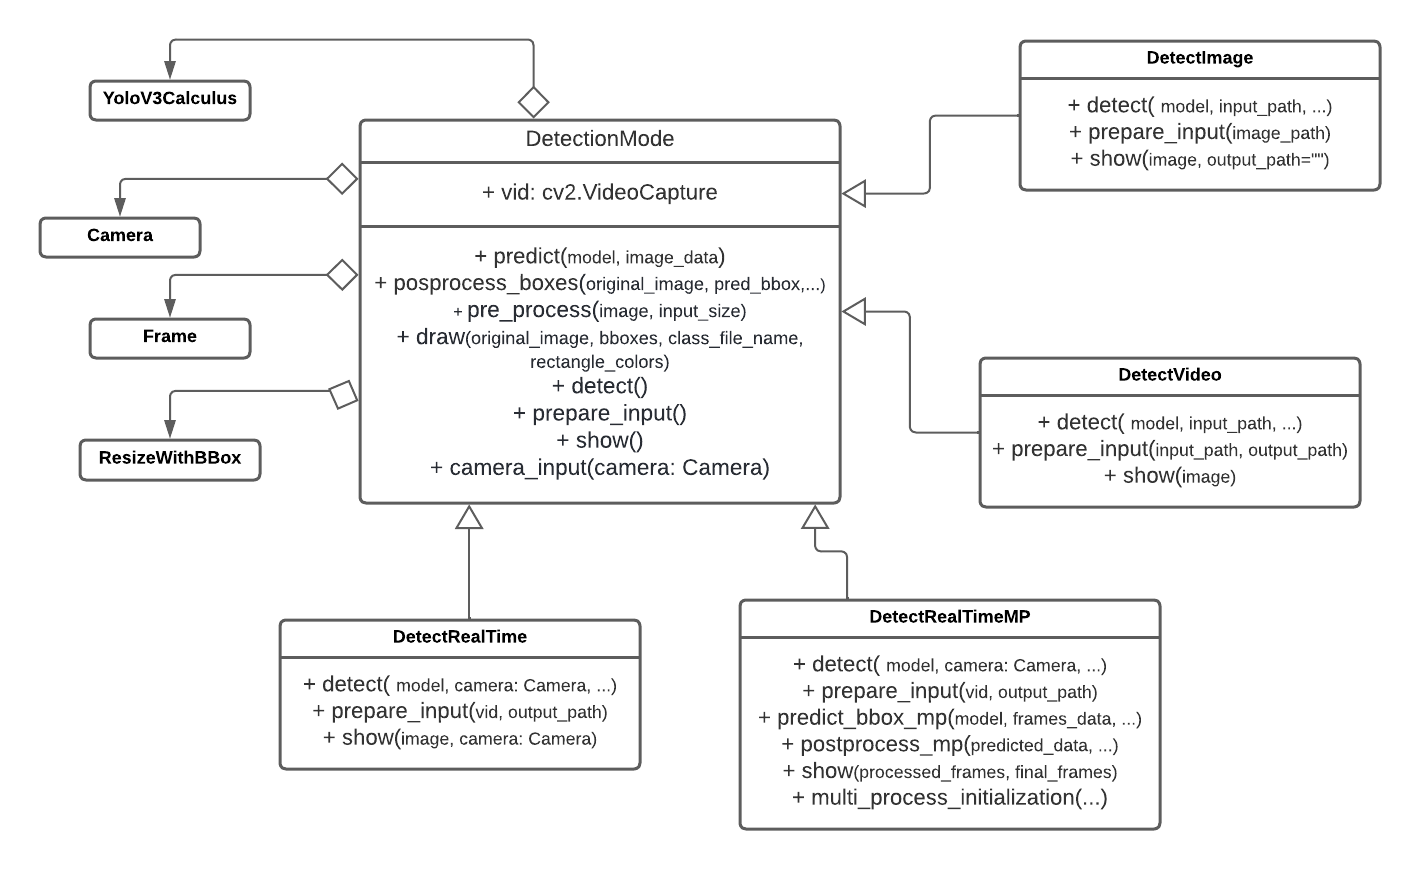 YoloV3Calculus
Camera
Frame
ResizeWithBBox
DetectionMode
+ vid: cv2.VideoCapture
+ predict(model, image_data)
+ posprocess_boxes(original_image, pred_bbox,...)
+ pre_process(image, input_size)
+ draw(original_image, bboxes, class_file_name,
rectangle_colors)
+ detect()
+ prepare_input()
+ show()
+ camera_input(camera: Camera)
DetectImage
+ detect( model, input_path, ...)
+ prepare_input(image_path)
+ show(image, output_path="")
DetectVideo
+ detect( model, input_path, ...)
+ prepare_input(input_path, output_path)
+ show(image)
DetectRealTime
+ detect( model, camera: Camera, ...)
+ prepare_input(vid, output_path)
+ show(image, camera: Camera)
DetectRealTimeMP
+ detect( model, camera: Camera, ...)
+ prepare_input(vid, output_path)
+ predict_bbox_mp(model, frames_data, ...)
+ postprocess_mp(predicted_data, ...)
+ show(processed_frames, final_frames)
+ multi_process_initialization(...)